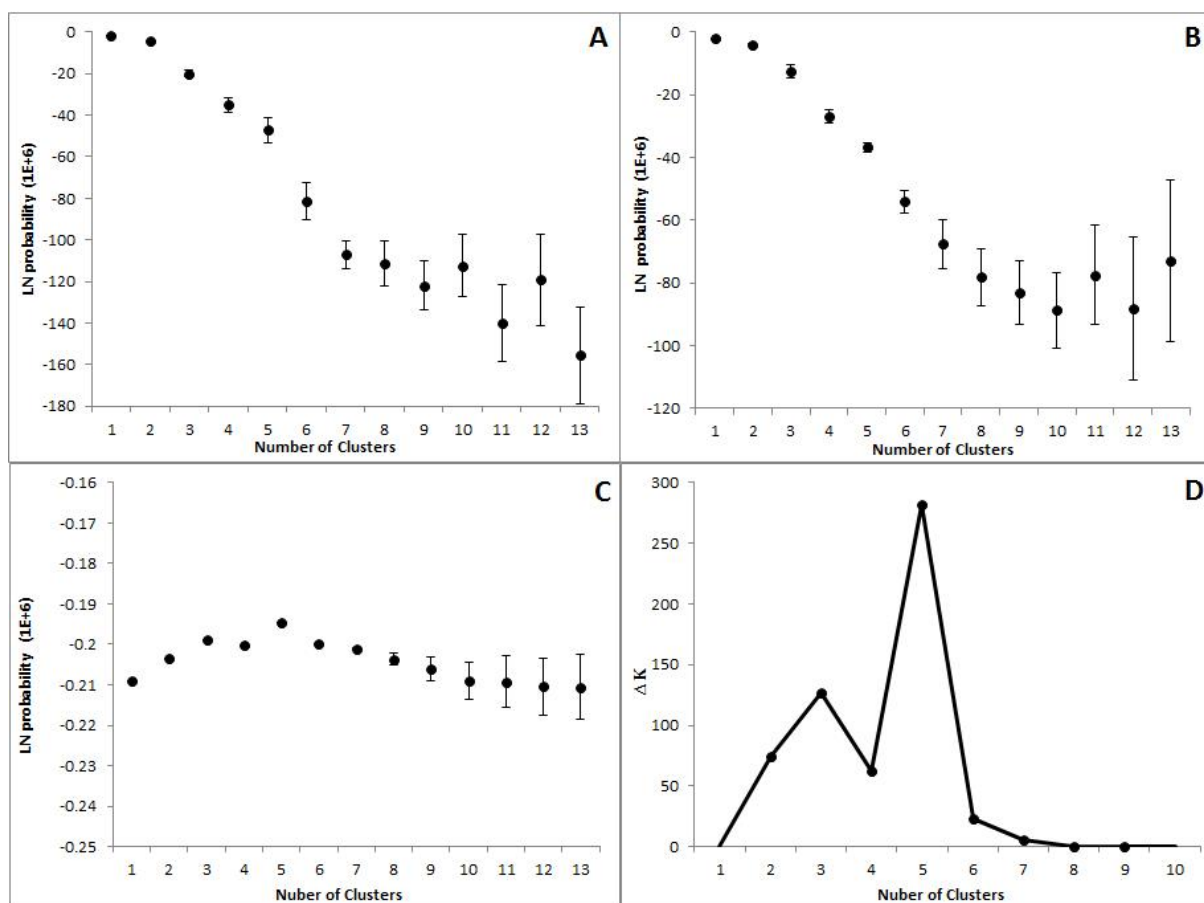 A
LN probability (1E+6)
0
-20
-40
-60
-80
-100
-120
-140
-160
-180
1 2 3 4 5 6 7 8 9 10 11 12 13
Number of Clusters
B
LN probability (1E+6)
0
-20
-40
-60
-80
-100
-120
1 2 3 4 5 6 7 8 9 10 11 12 13
Number of Clusters
C
LN probability (1E+6)
-0.16
-0.17
-0.18
-0.19
-0.2
-0.21
-0.22
-0.23
-0.24
-0.25
1 2 3 4 5 6 7 8 9 10 11 12 13
Nuber of Clusters
D
Δ K
300
250
200
150
100
50
0
1 2 3 4 5 6 7 8 9 10
Nuber of Clusters